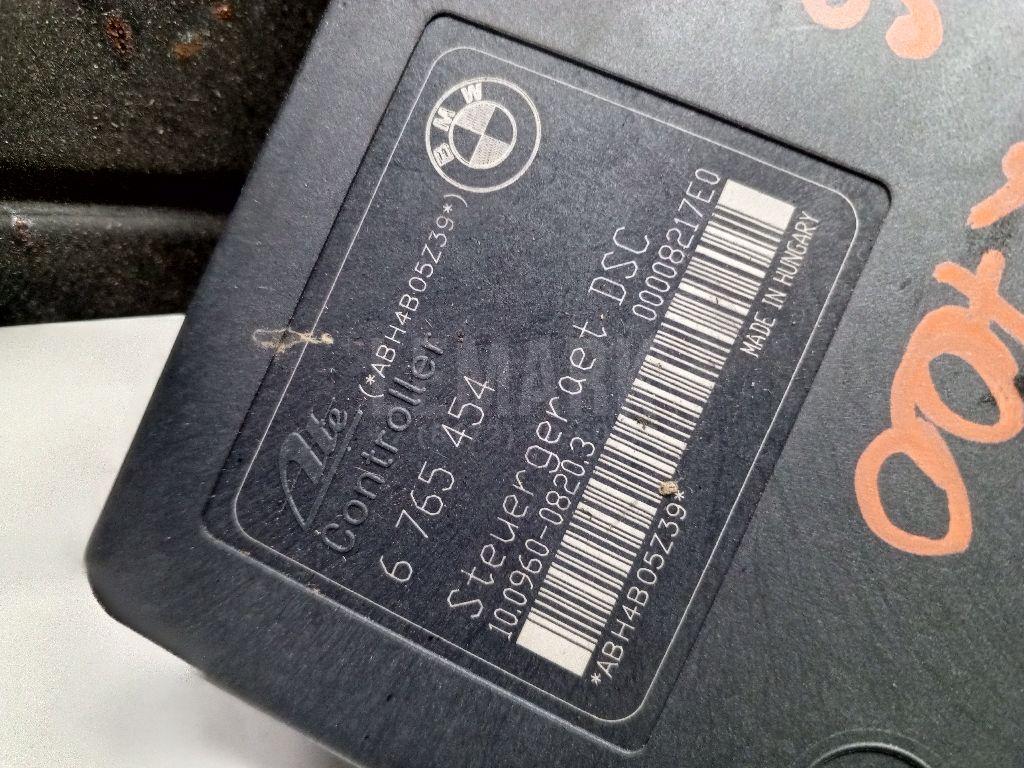 BMW
Ate (*ABH4B05Z39*)
Controller
6 765 454
Steuergeraet DSC
10.0960-0820.3 00008217E0
MADE IN HUNGARY
*ABH4B05Z39*